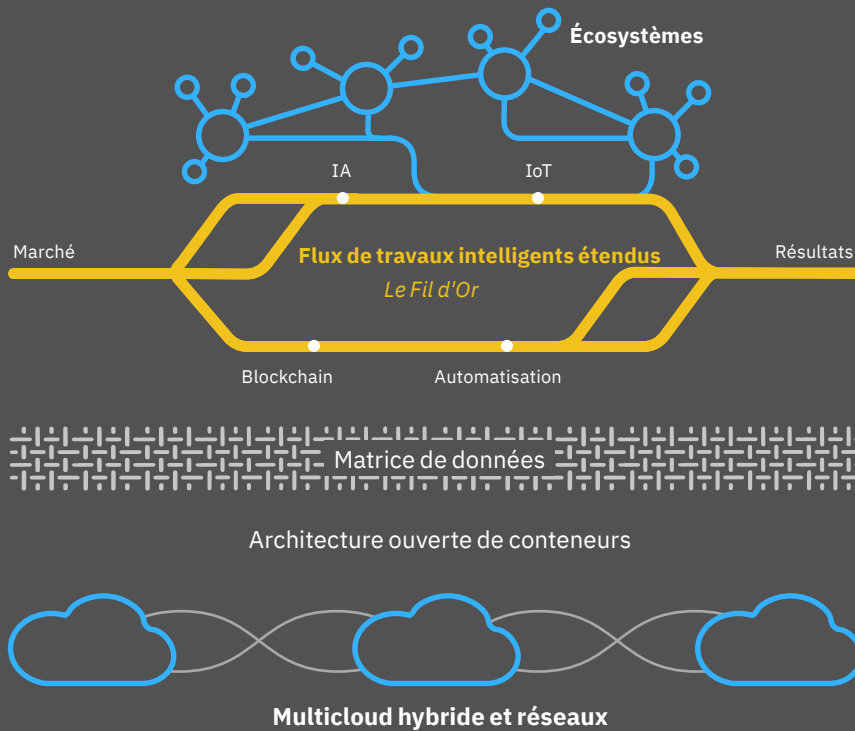 Écosystèmes
IA
IoT
Marché
Flux de travaux intelligents étendus
Résultats
Le Fil d'Or
Blockchain
Automatisation
Matrice de données
Architecture ouverte de conteneurs
Multicloud hybride et réseaux